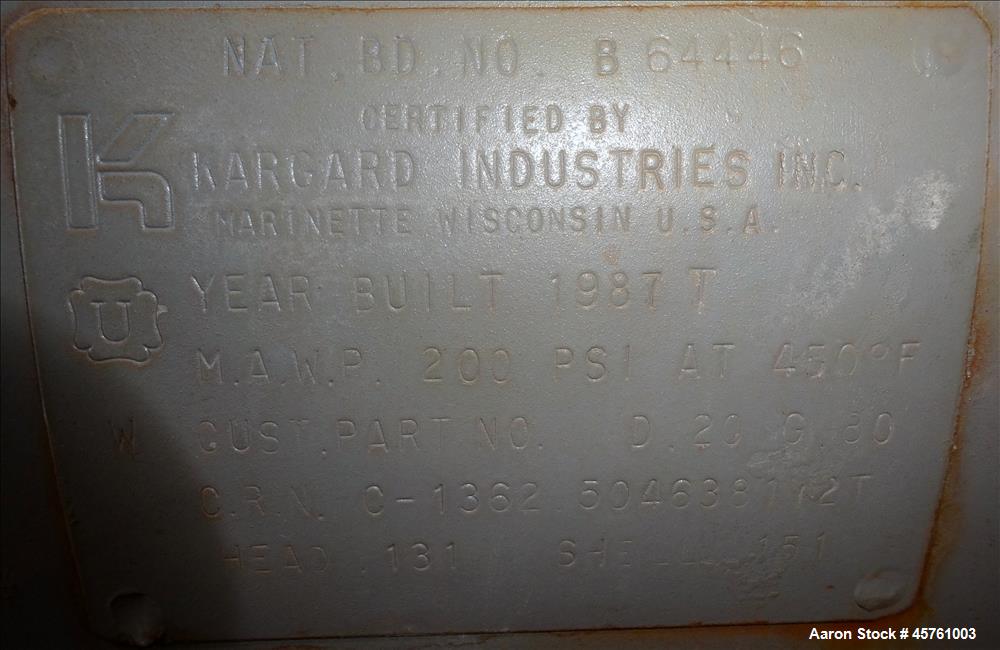 NAT. BD. NO. B 64446
CERTIFIED BY
K
KARGARD INDUSTRIES INC.
MARINETTE WISCONSIN U.S.A.
U
YEAR BUILT 1987 T
M.A.W.P. 200 PSI AT 450°F
W CUST. PART NO. D.20 G.80
C.R.N. C-1362
HEAD .131 SHELL .151
Aaron Stock # 45761003